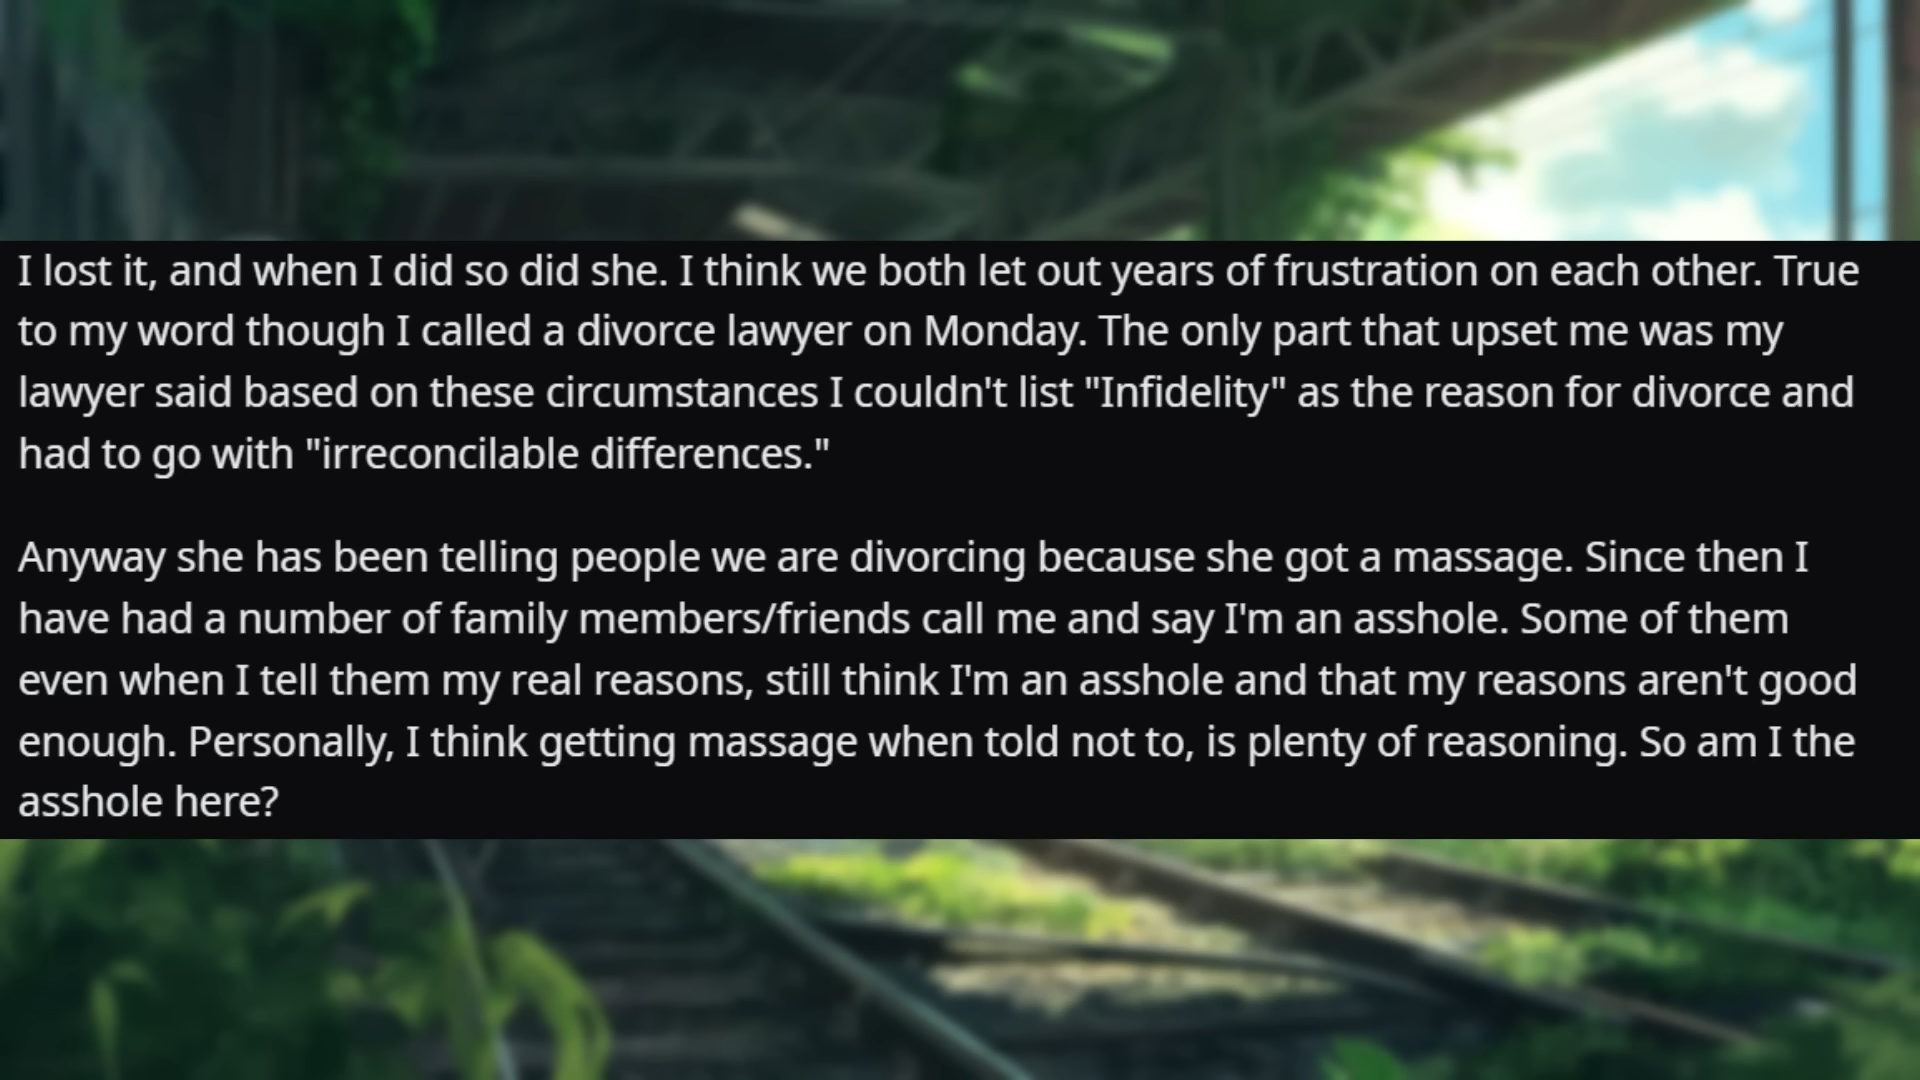 I lost it, and when I did so did she. I think we both let out years of frustration on each other. True
to my word though I called a divorce lawyer on Monday. The only part that upset me was my
lawyer said based on these circumstances I couldn't list "Infidelity" as the reason for divorce and
had to go with "irreconcilable differences."
Anyway she has been telling people we are divorcing because she got a massage. Since then I
have had a number of family members/friends call me and say I'm an asshole. Some of them
even when I tell them my real reasons, still think I'm an asshole and that my reasons aren't good
enough. Personally, I think getting massage when told not to, is plenty of reasoning. So am I the
asshole here?